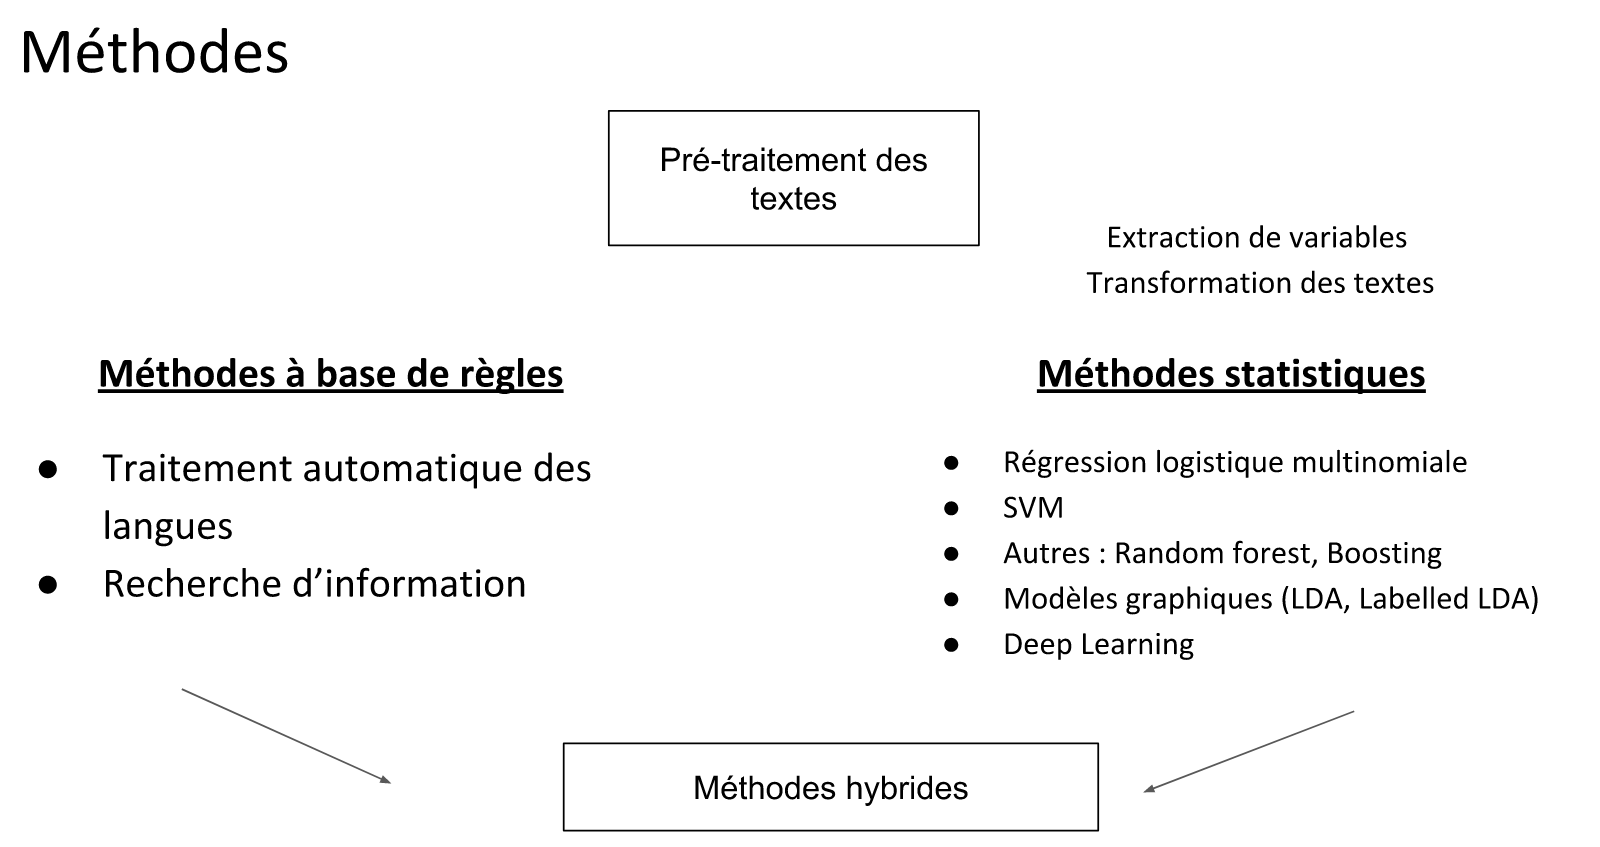 Méthodes
Pré-traitement des
textes
Extraction de variables
Transformation des textes
Méthodes à base de règles
● Traitement automatique des
langues
● Recherche d’information
Méthodes statistiques
● Régression logistique multinomiale
● SVM
● Autres : Random forest, Boosting
● Modèles graphiques (LDA, Labelled LDA)
● Deep Learning
Méthodes hybrides